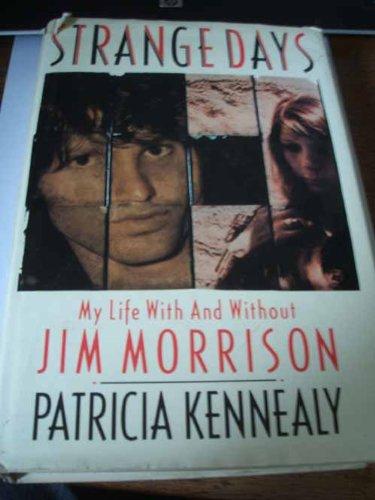 STRANGE DAYS
My Life With And Without
JIM MORRISON
PATRICIA KENNEALY